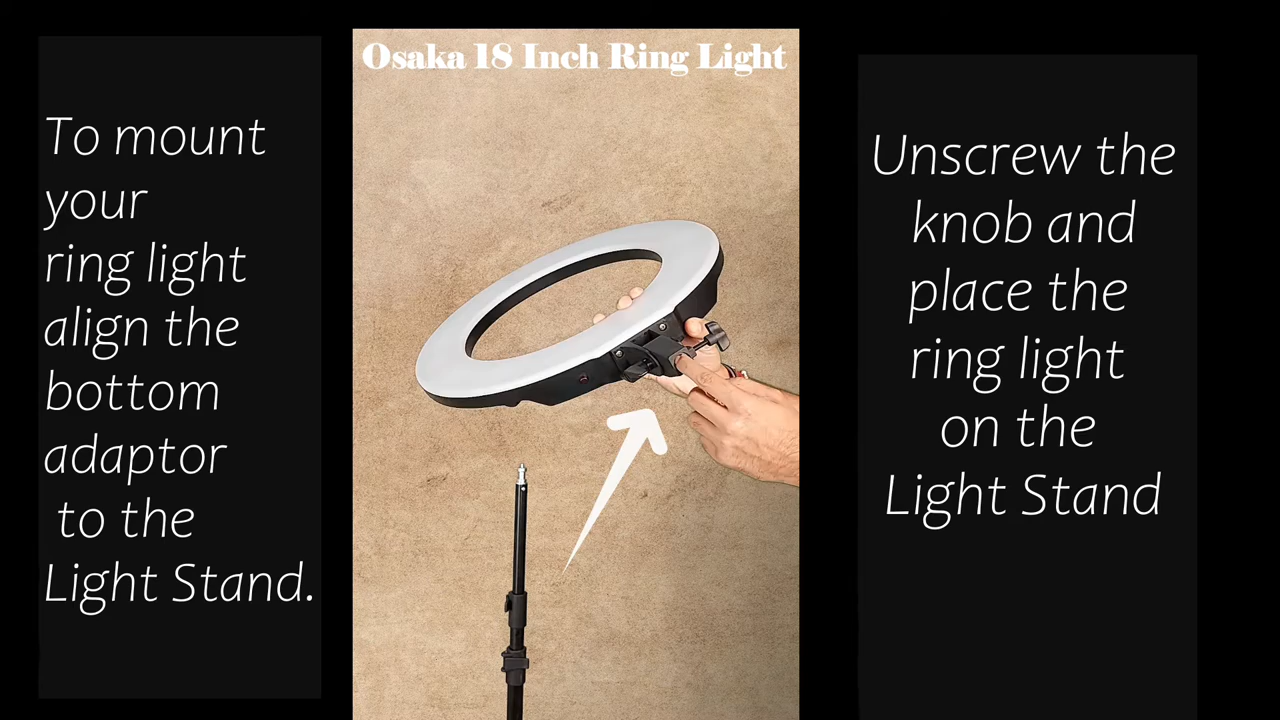 Osaka 18 Inch Ring Light
To mount
your
ring light
align the
bottom
adaptor
to the
Light Stand.
Unscrew the
knob and
place the
ring light
on the
Light Stand